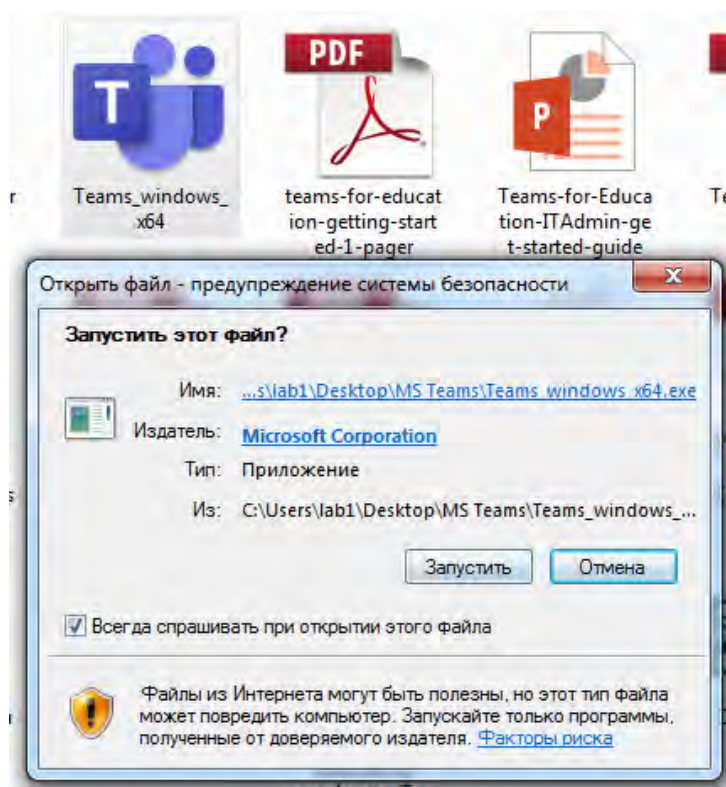 T
PDF
P
r
Teams_windows_
x64
teams-for-educat
ion-getting-start
ed-1-pager
Teams-for-Educa
tion-ITAdmin-ge
t-started-guide
Открыть файл - предупреждение системы безопасности
Запустить этот файл?
Имя: ...s\lab1\Desktop\MS Teams\Teams_windows_x64.exe
Издатель: Microsoft Corporation
Тип: Приложение
Из: C:\Users\lab1\Desktop\MS Teams\Teams_windows_...
Запустить Отмена
Всегда спрашивать при открытии этого файла
Файлы из Интернета могут быть полезны, но этот тип файла
может повредить компьютер. Запускайте только программы,
полученные от доверяемого издателя. Факторы риска